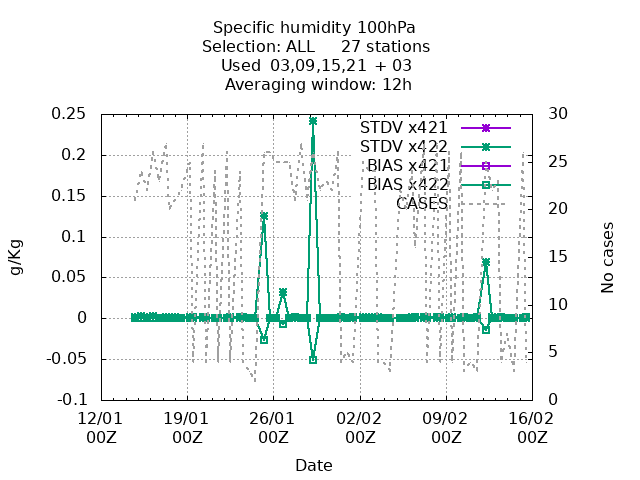 Specific humidity 100hPa
Selection: ALL 27 stations
Used 03,09,15,21 + 03
Averaging window: 12h
0.25
0.2
0.15
0.1
0.05
0
-0.05
-0.1
g/Kg
STDV x421
STDV x422
BIAS x421
BIAS x422
CASES
30
25
20
15
10
5
0
No cases
12/01 19/01 26/01 02/02 09/02 16/02
00Z 00Z 00Z 00Z 00Z 00Z
Date